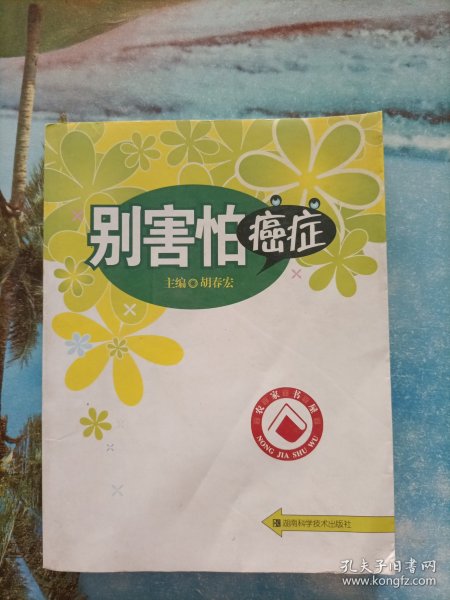 别害怕癌症
主编◎胡春宏
农家书屋
NONG JIA SHU WU
湖南科学技术出版社
孔夫子旧书网
www.kongfz.com